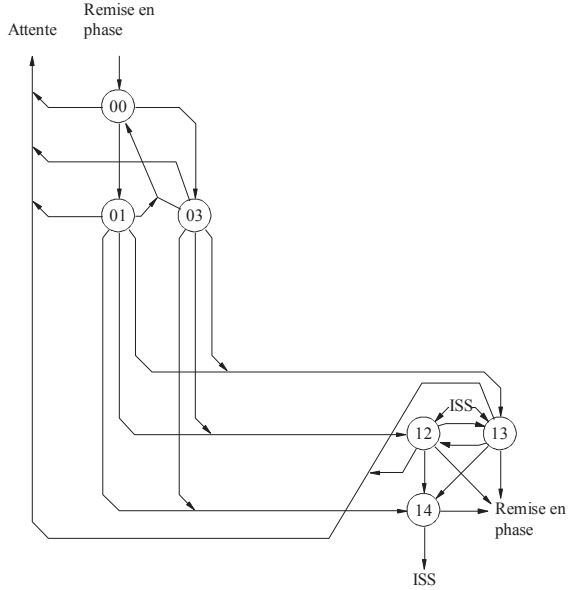 Remise en
phase
Attente
00
01
03
ISS
12
13
14
Remise en
phase
ISS